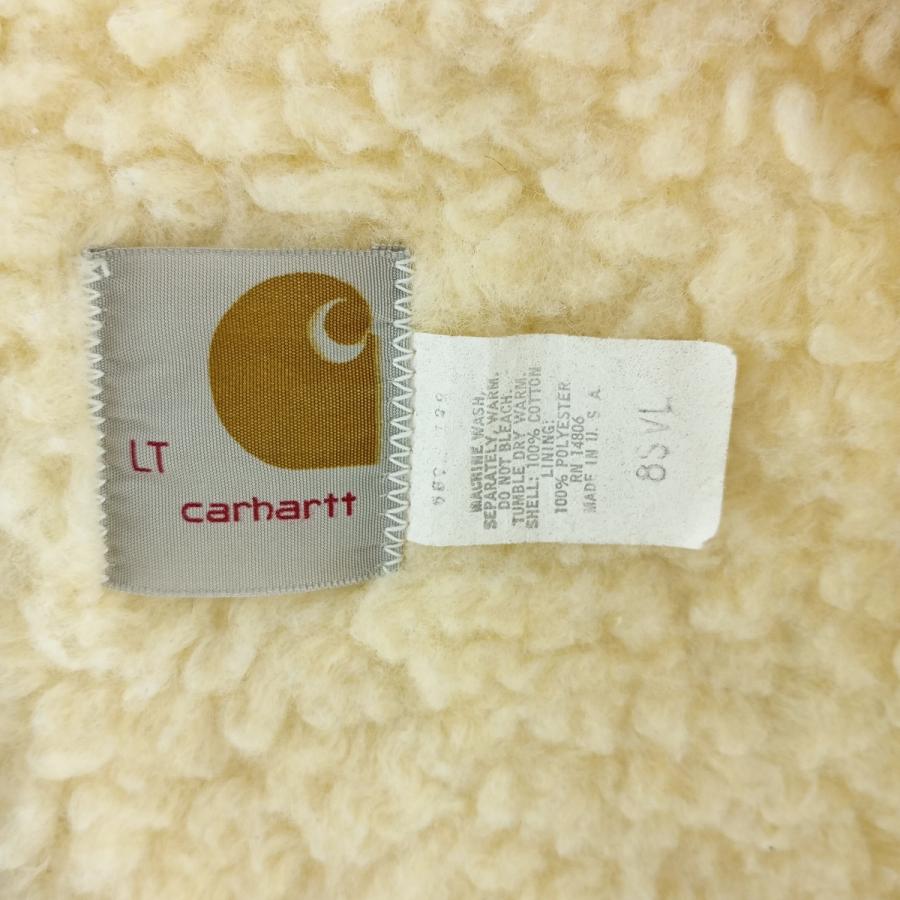 LT
carhartt
MACHINE WASH,
SEPARATELY, WARM.
DO NOT BLEACH.
TUMBLE DRY WARM.
SHELL: 100% COTTON
LINING:
100% POLYESTER
RN 14806
MADE IN U. S. A.
8SVL